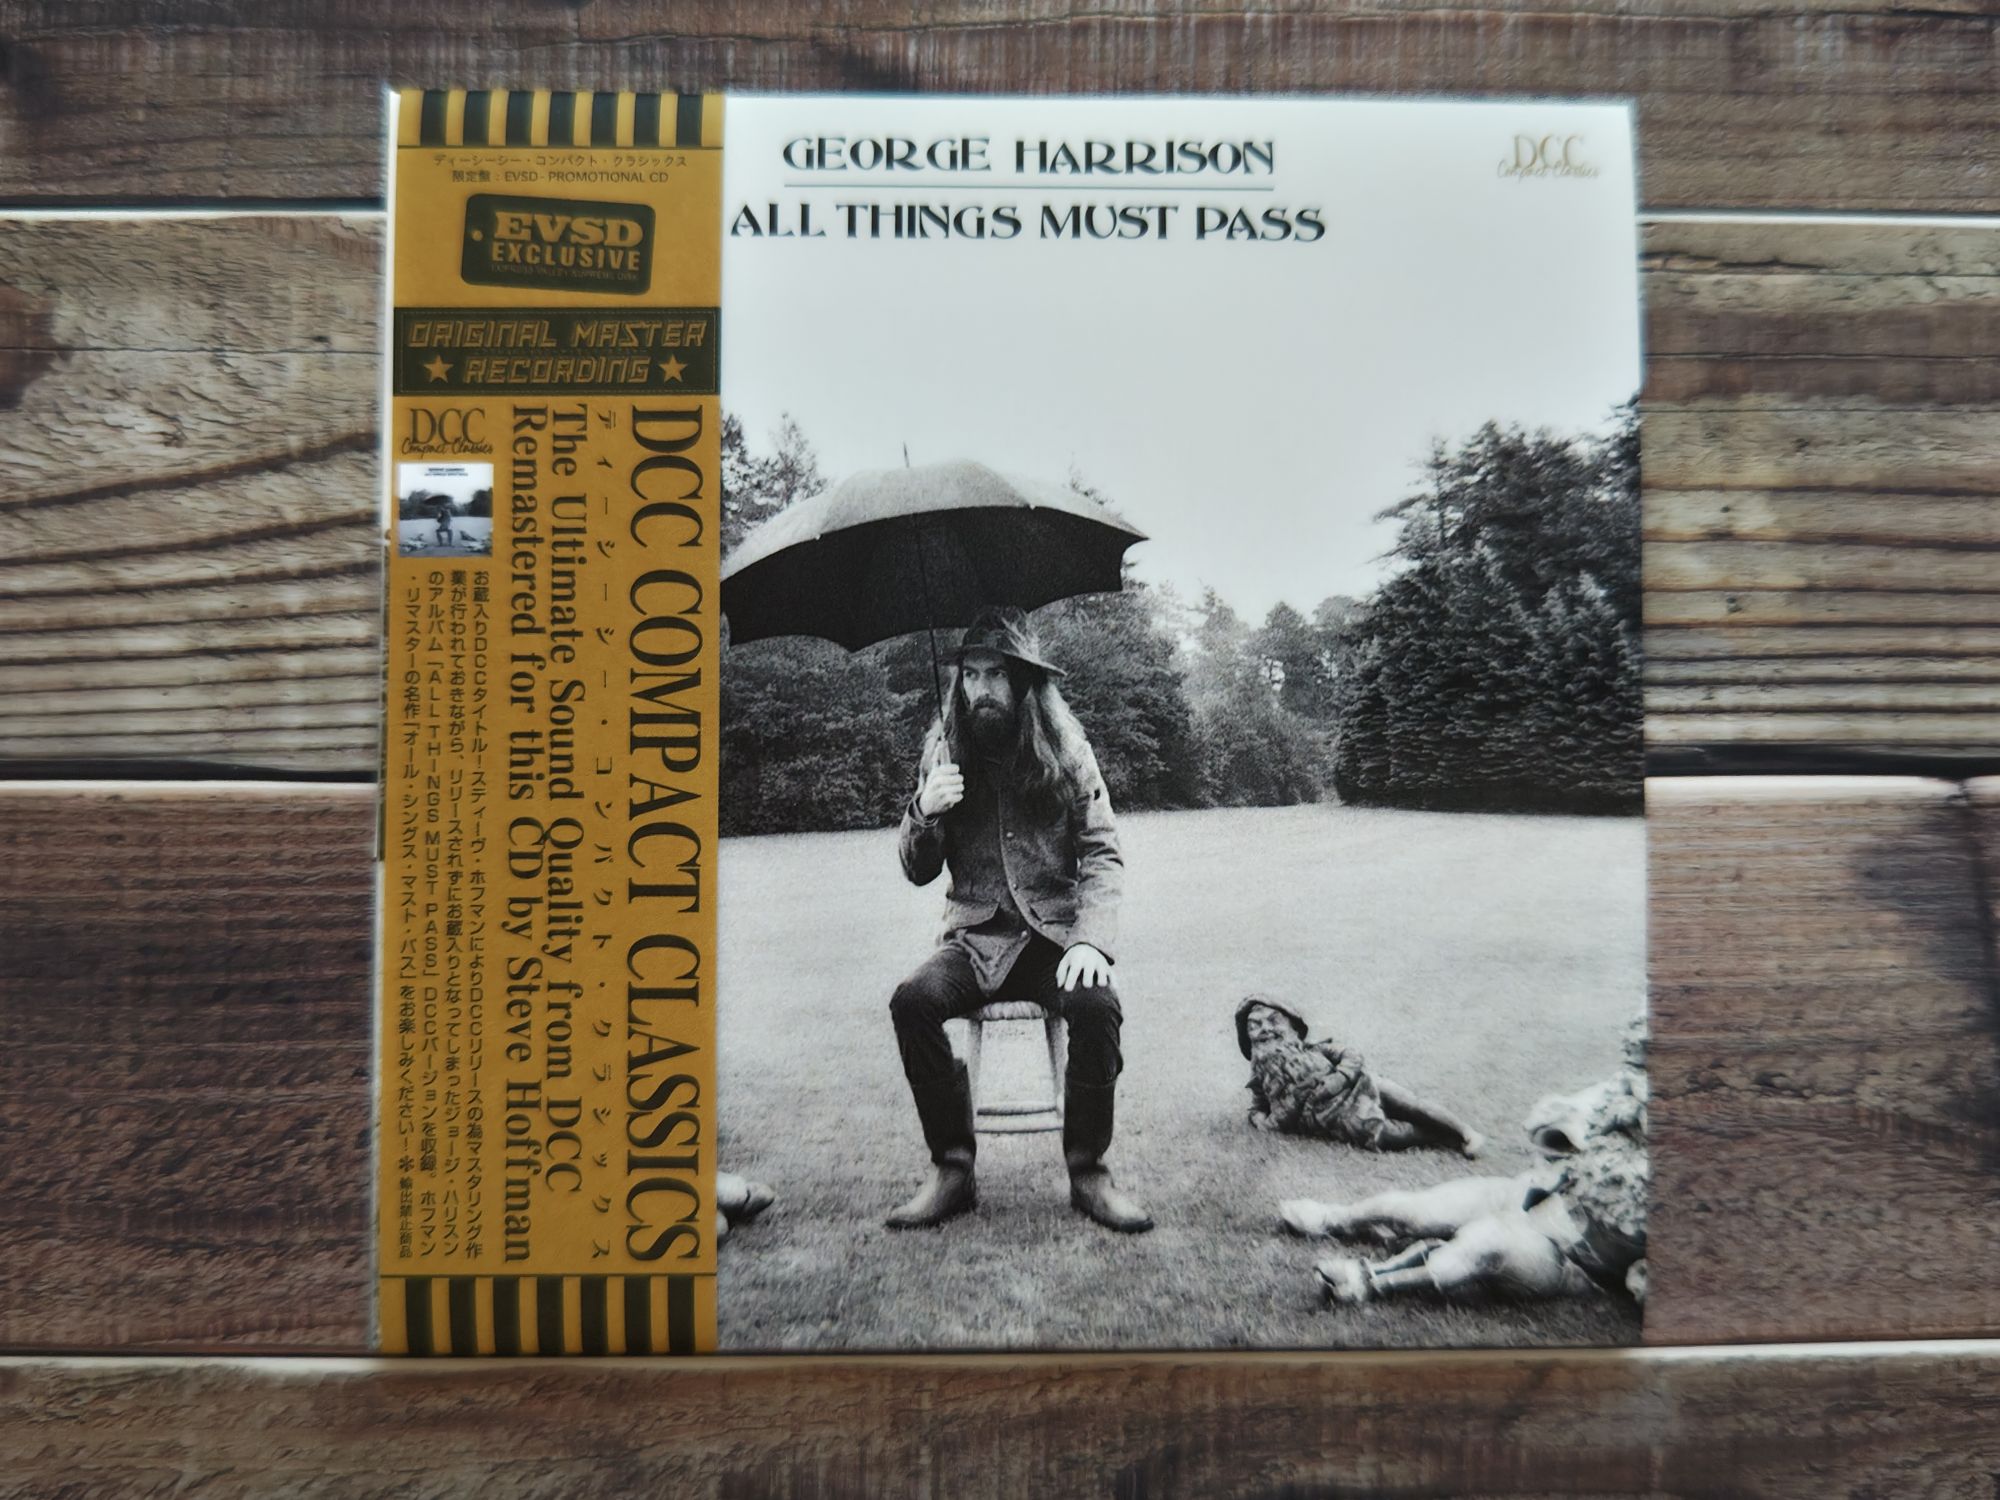 ディーシーシー・コンパクト・クラシックス
限定盤 : EVSD - PROMOTIONAL CD
EVSD
EXCLUSIVE
EMPRESS VALLEY SUPREME DISK
ORIGINAL MASTER
★ RECORDING ★
DCC
Compact Classics
DCC COMPACT CLASSICS
ディーシーシー・コンパクト・クラシックス
The Ultimate Sound Quality from DCC
Remastered for this CD by Steve Hoffman
お蔵入りDCCタイトル！スティーヴ・ホフマンによりDCCリリースの為マスタリング作
業が行われておきながら、リリースされずにお蔵入りとなってしまったジョージ・ハリスン
のアルバム「ALL THINGS MUST PASS」DCCバージョンを収録。ホフマン
・リマスターの名作「オール・シングス・マスト・パス」をお楽しみください！✽輸出禁止商品
GEORGE HARRISON
ALL THINGS MUST PASS
DCC
Compact Classics